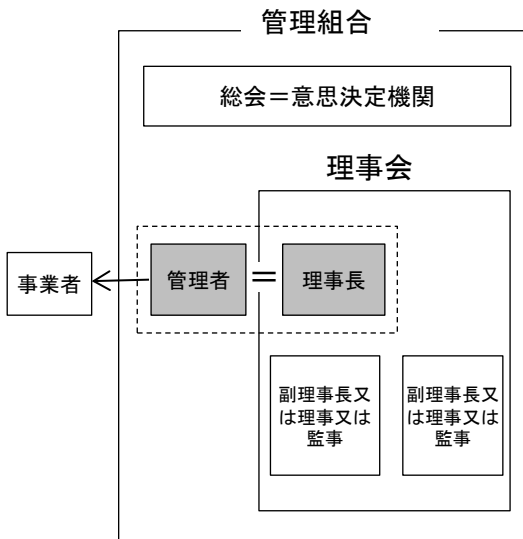 管理組合
総会＝意思決定機関
理事会
事業者
管理者
＝
理事長
副理事長又
は理事又は
監事
副理事長又
は理事又は
監事